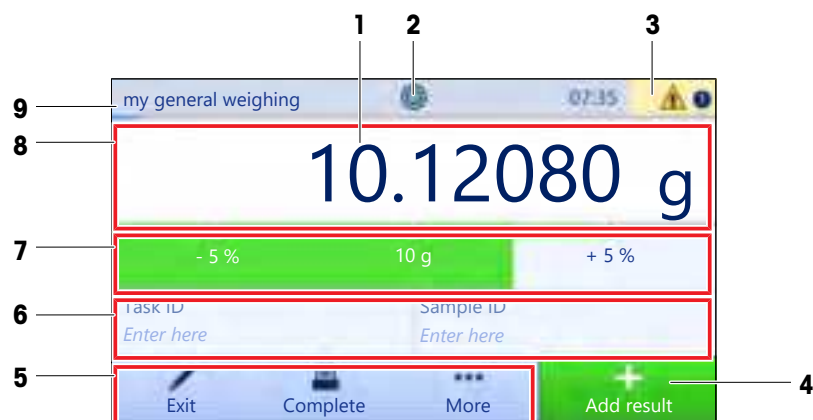 1 2 3
my general weighing 07:35
9
8
10.12080 g
7
- 5 % 10 g + 5 %
6
Task ID Sample ID
Enter here Enter here
5
4
Exit Complete More Add result